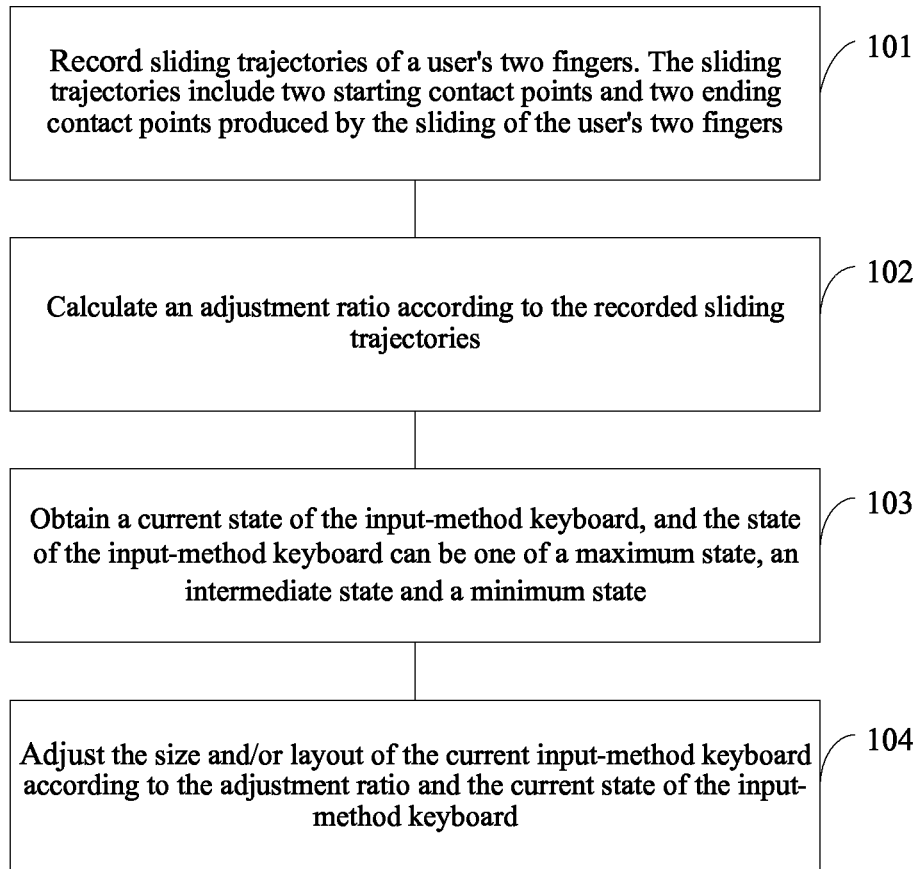 Record sliding trajectories of a user's two fingers. The sliding
trajectories include two starting contact points and two ending
contact points produced by the sliding of the user's two fingers
101
Calculate an adjustment ratio according to the recorded sliding
trajectories
102
Obtain a current state of the input-method keyboard, and the state
of the input-method keyboard can be one of a maximum state, an
intermediate state and a minimum state
103
Adjust the size and/or layout of the current input-method keyboard
according to the adjustment ratio and the current state of the input-
method keyboard
104